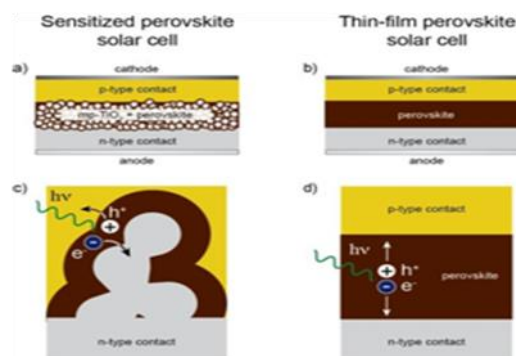 Sensitized perovskite
solar cell
Thin-film perovskite
solar cell
a)
cathode
p-type contact
mp-TiO₂ + perovskite
n-type contact
anode
b)
cathode
p-type contact
perovskite
n-type contact
anode
c)
hν
h⁺
e⁻
n-type contact
d)
p-type contact
hν
h⁺
e⁻
perovskite
n-type contact